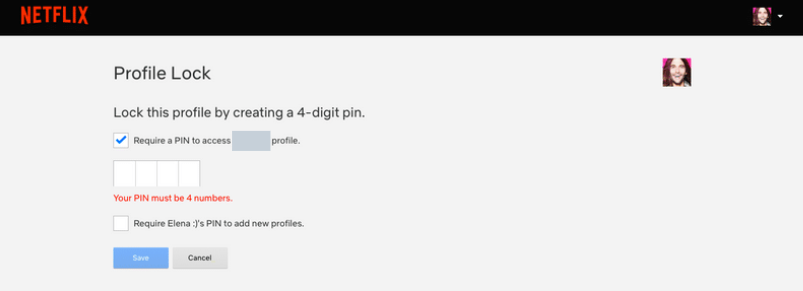 NETFLIX
Profile Lock
Lock this profile by creating a 4-digit pin.
Require a PIN to access profile.
Your PIN must be 4 numbers.
Require Elena :)'s PIN to add new profiles.
Save Cancel